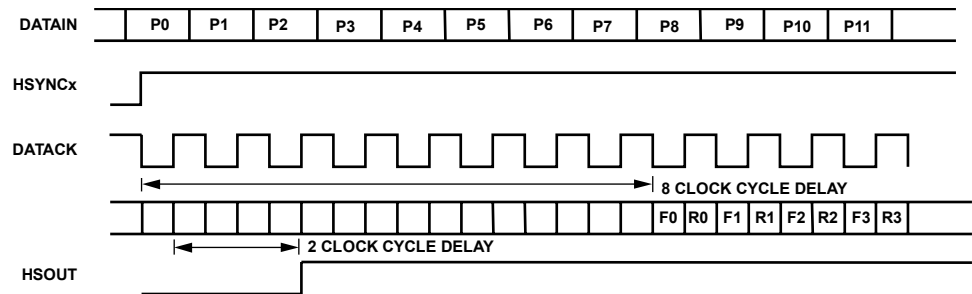 DATAIN P0 P1 P2 P3 P4 P5 P6 P7 P8 P9 P10 P11
HSYNCx
DATACK
8 CLOCK CYCLE DELAY
F0 R0 F1 R1 F2 R2 F3 R3
2 CLOCK CYCLE DELAY
HSOUT